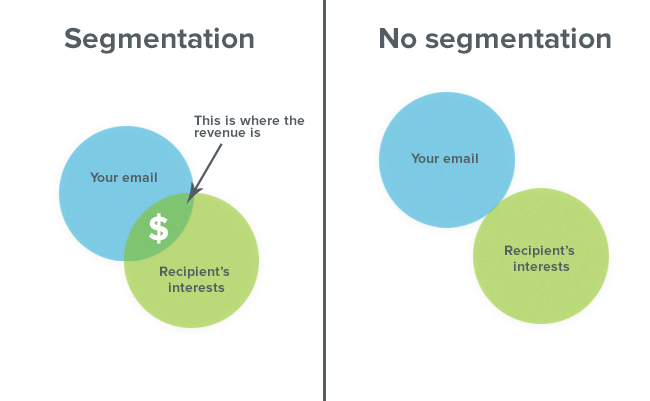 Segmentation
This is where the
revenue is
Your email
$
Recipient's
interests
No segmentation
Your email
Recipient's
interests